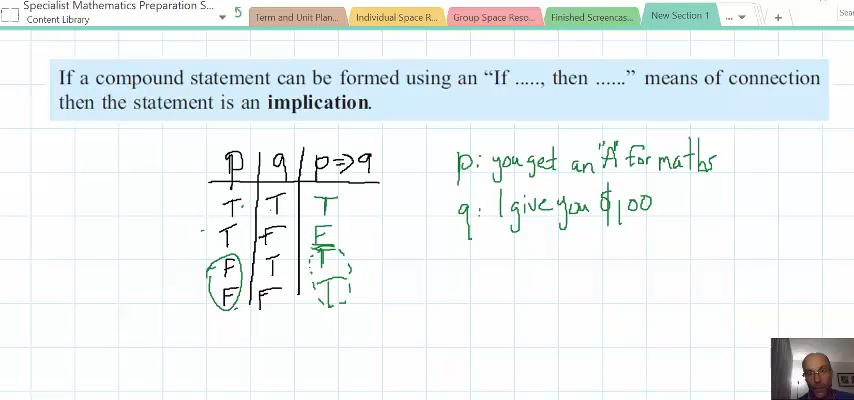 Specialist Mathematics Preparation S...
Content Library
5
Term and Unit Plan...
Individual Space R...
Group Space Reso...
Finished Screencas...
New Section 1
...
+
Sea
If a compound statement can be formed using an “If ....., then ......” means of connection
then the statement is an implication.
p q p⇒q
T T T
T F F
F T T
F F T
p: you get an "A" for maths
q: I give you $100